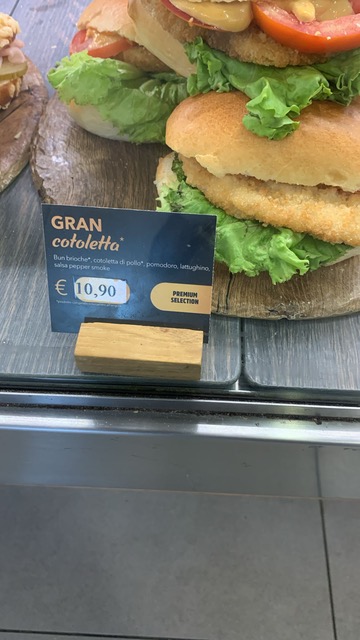 GRAN
cotoletta*
Bun brioche*, cotoletta di pollo*, pomodoro, lattughino,
salsa pepper smoke
€ 10,90
PREMIUM
SELECTION